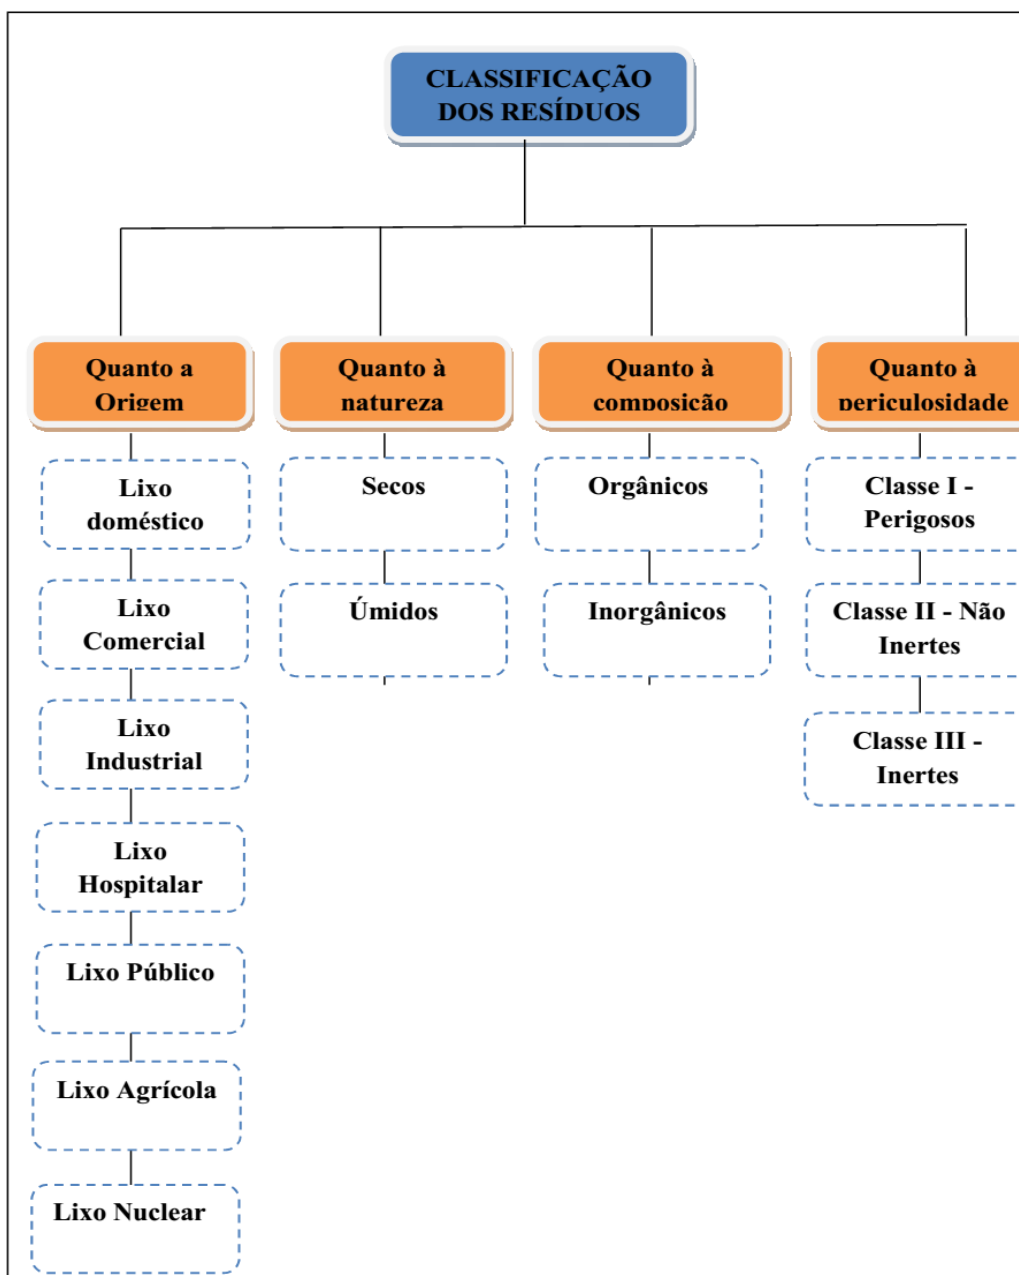 CLASSIFICAÇÃO
DOS RESÍDUOS
Quanto a
Origem
Lixo
doméstico
Lixo
Comercial
Lixo
Industrial
Lixo
Hospitalar
Lixo Público
Lixo Agrícola
Lixo Nuclear
Quanto à
natureza
Secos
Úmidos
Quanto à
composição
Orgânicos
Inorgânicos
Quanto à
periculosidade
Classe I -
Perigosos
Classe II - Não
Inertes
Classe III -
Inertes